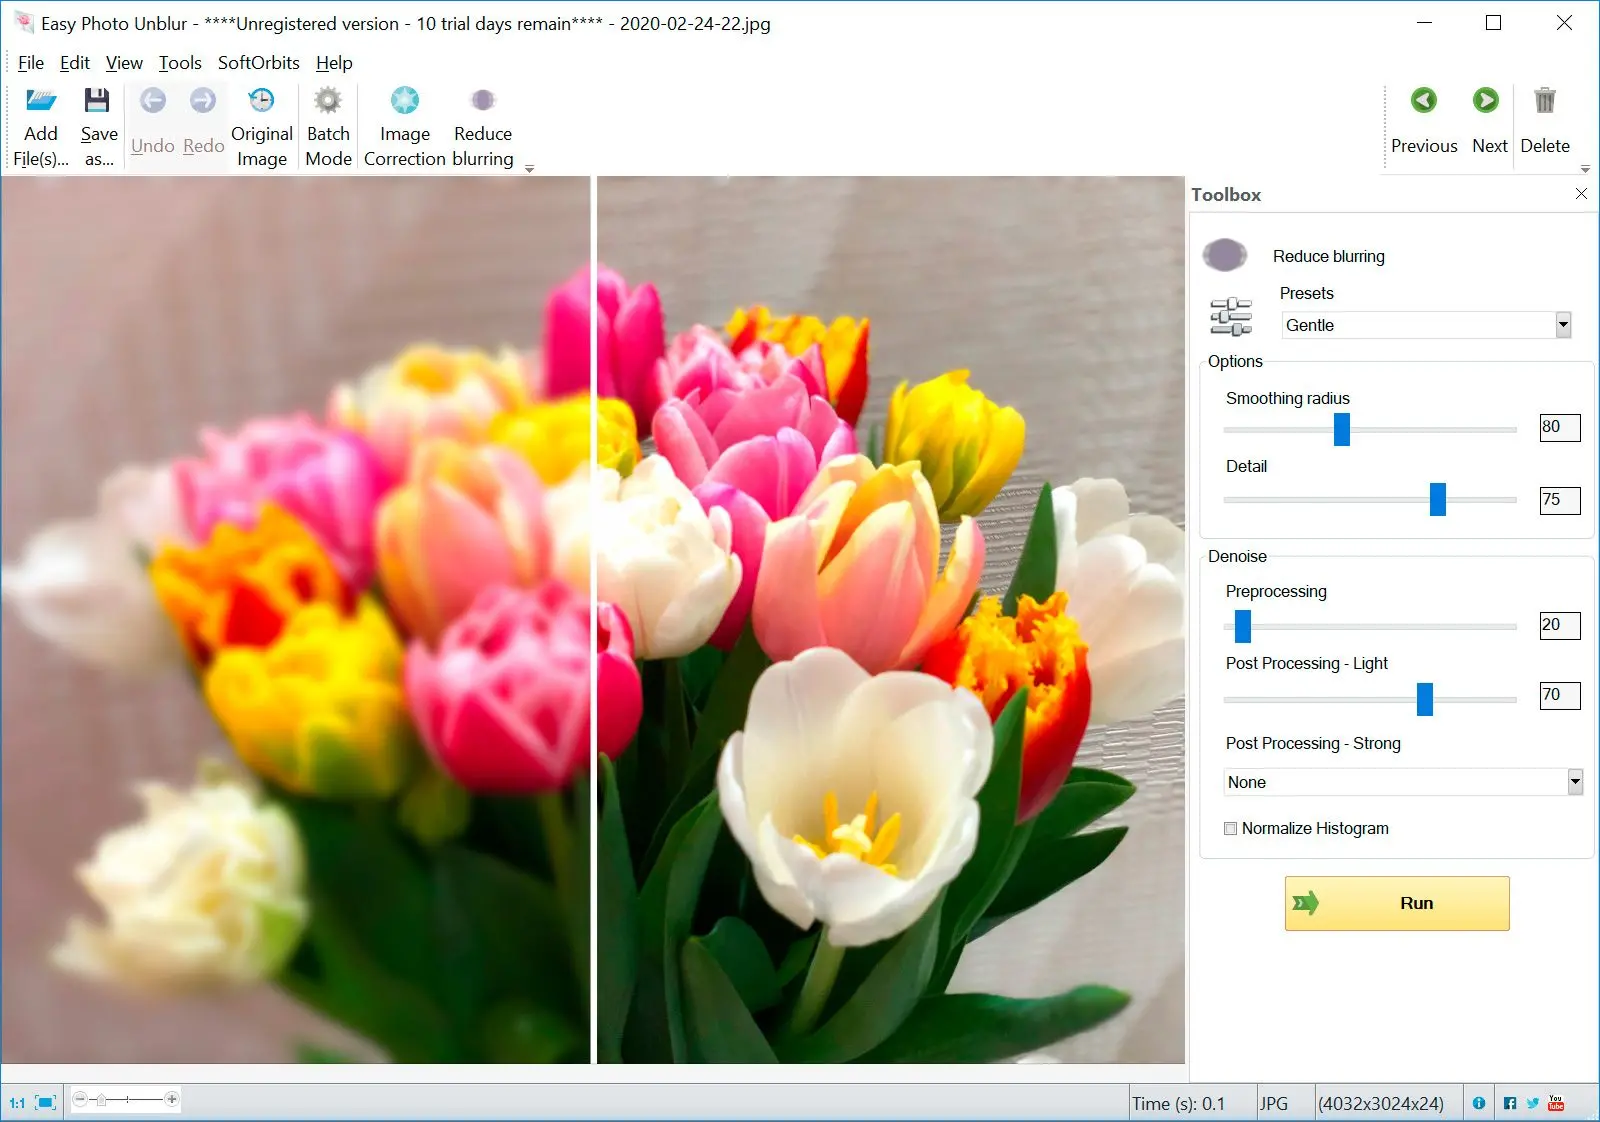 Easy Photo Unblur - ****Unregistered version - 10 trial days remain**** - 2020-02-24-22.jpg
File Edit View Tools SoftOrbits Help
Add File(s)...
Save as...
Undo
Redo
Original Image
Batch Mode
Image Correction
Reduce blurring
Previous
Next
Delete
Toolbox
Reduce blurring
Presets
Gentle
Options
Smoothing radius
80
Detail
75
Denoise
Preprocessing
20
Post Processing - Light
70
Post Processing - Strong
None
Normalize Histogram
Run
1:1
Time (s): 0.1
JPG
(4032x3024x24)
You
Tube